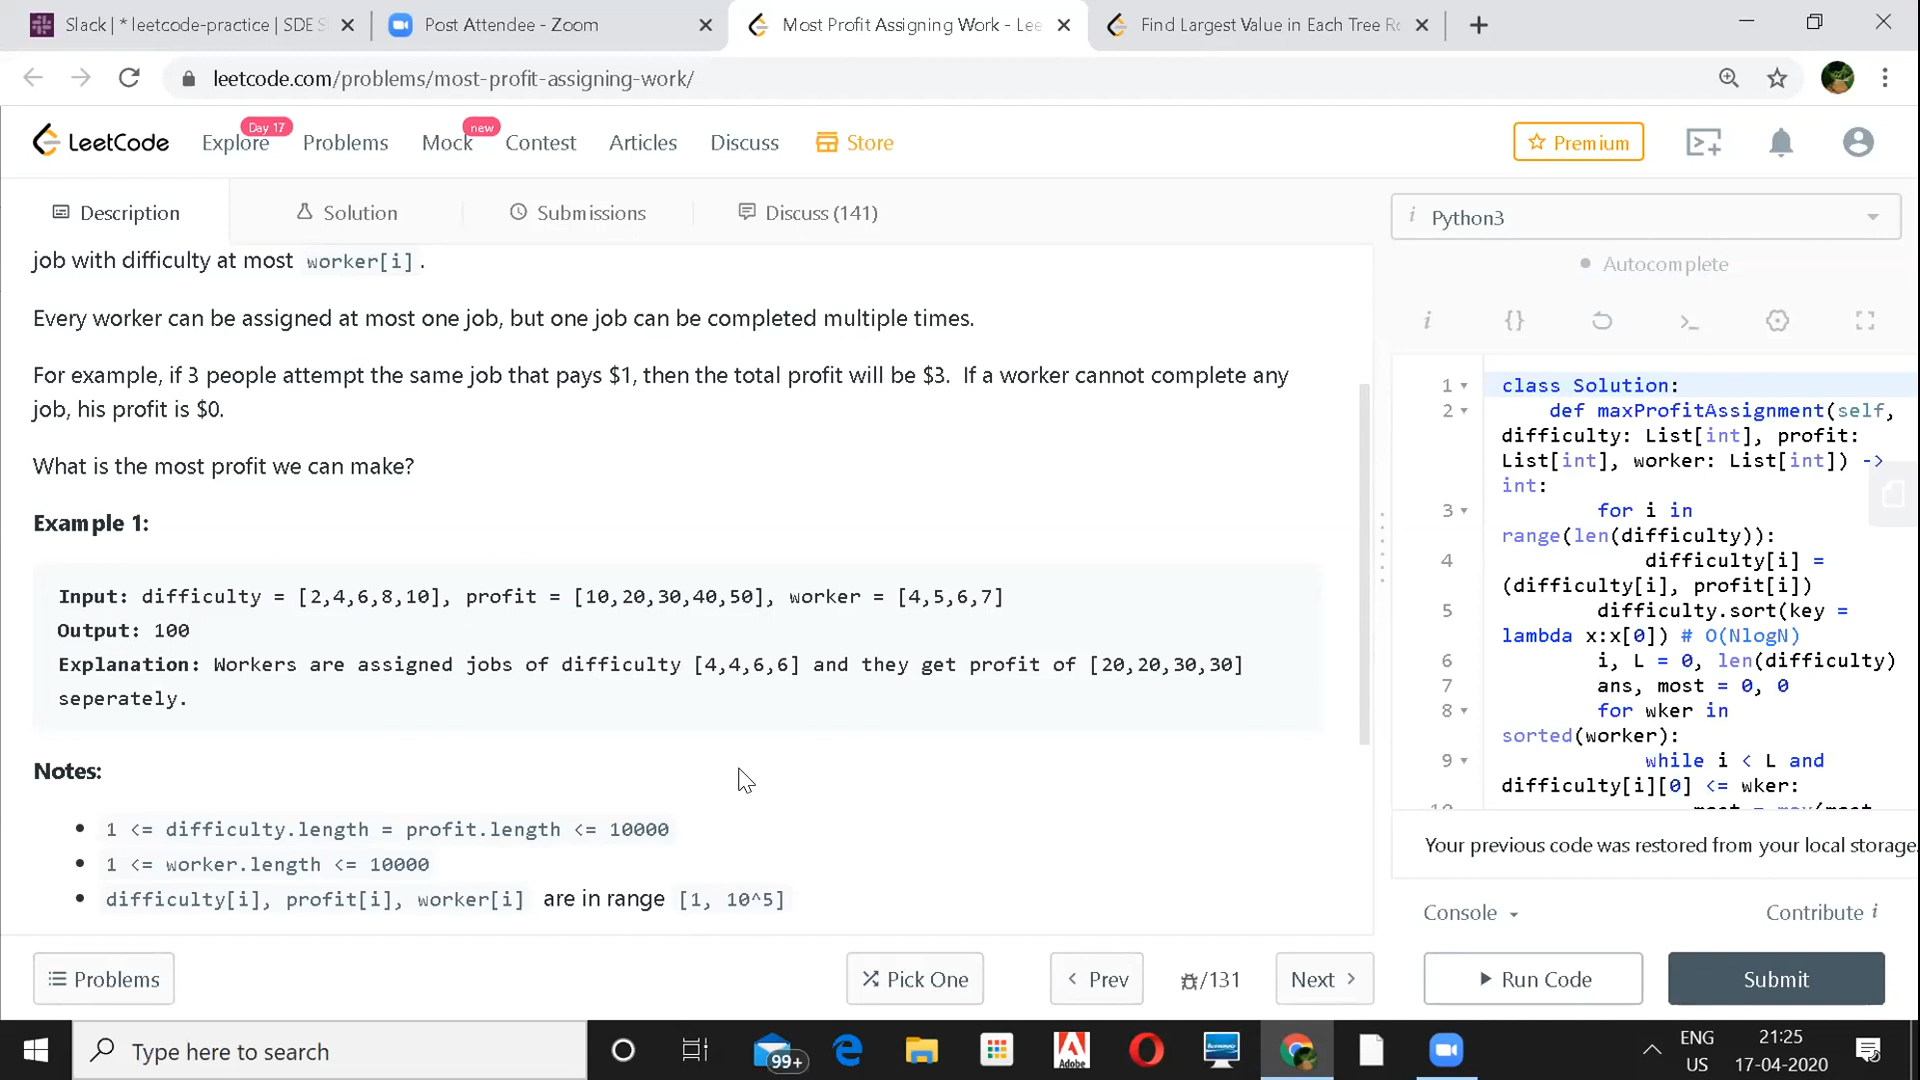 Slack | * leetcode-practice | SDE S
Post Attendee - Zoom
Most Profit Assigning Work - Lee
Find Largest Value in Each Tree Ro
leetcode.com/problems/most-profit-assigning-work/
LeetCode
Explore
Day 17
Problems
Mock
new
Contest
Articles
Discuss
Store
Premium
Description
Solution
Submissions
Discuss (141)
job with difficulty at most worker[i] .
Every worker can be assigned at most one job, but one job can be completed multiple times.
For example, if 3 people attempt the same job that pays $1, then the total profit will be $3. If a worker cannot complete any
job, his profit is $0.
What is the most profit we can make?
Example 1:
Input: difficulty = [2,4,6,8,10], profit = [10,20,30,40,50], worker = [4,5,6,7]
Output: 100
Explanation: Workers are assigned jobs of difficulty [4,4,6,6] and they get profit of [20,20,30,30]
seperately.
Notes:
• 1 <= difficulty.length = profit.length <= 10000
• 1 <= worker.length <= 10000
• difficulty[i], profit[i], worker[i] are in range [1, 10^5]
Problems
Pick One
< Prev
/131
Next >
i Python3
Autocomplete
i {} >_
1 class Solution:
2 def maxProfitAssignment(self,
difficulty: List[int], profit:
List[int], worker: List[int]) ->
int:
3 for i in
range(len(difficulty)):
4 difficulty[i] =
(difficulty[i], profit[i])
5 difficulty.sort(key =
lambda x:x[0]) # O(NlogN)
6 i, L = 0, len(difficulty)
7 ans, most = 0, 0
8 for wker in
sorted(worker):
9 while i < L and
difficulty[i][0] <= wker:
10 most = max(most
Your previous code was restored from your local storage.
Console
Contribute i
Run Code
Submit
Type here to search
99+
Adobe
ENG
US
21:25
17-04-2020